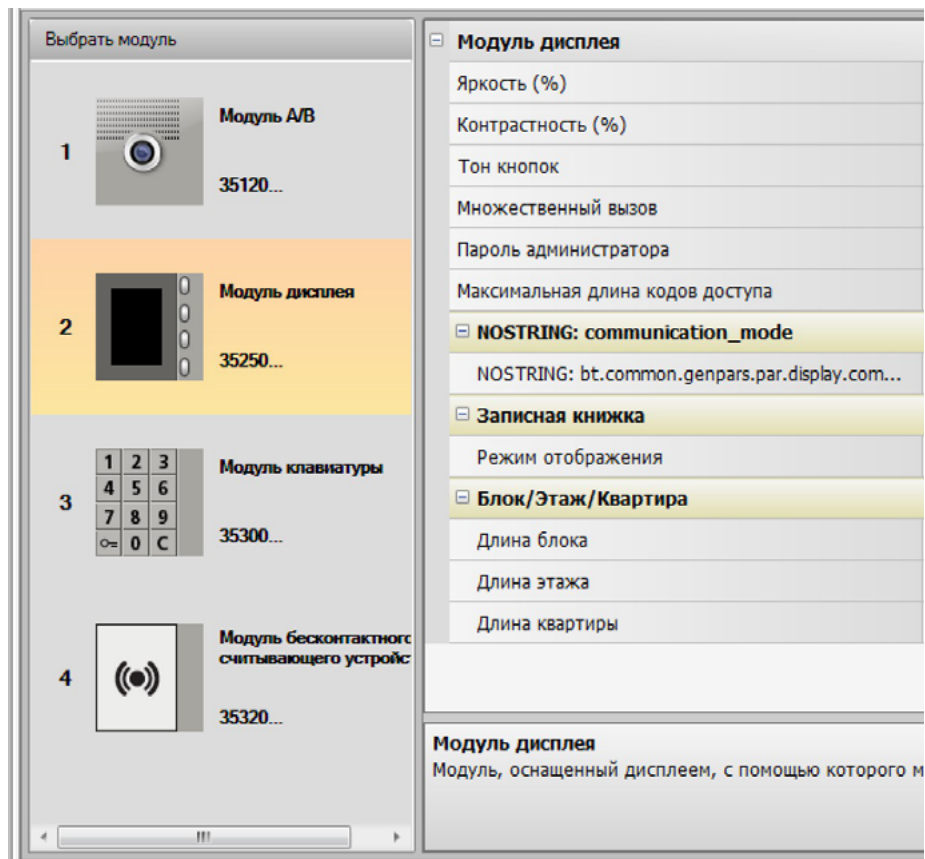 Выбрать модуль
1
Модуль A/B
35120...
2
Модуль дисплея
35250...
3
1 2 3
4 5 6
7 8 9
0 C
Модуль клавиатуры
35300...
4
Модуль бесконтактного
считывающего устройс
35320...
Модуль дисплея
Яркость (%)
Контрастность (%)
Тон кнопок
Множественный вызов
Пароль администратора
Максимальная длина кодов доступа
NOSTRING: communication_mode
NOSTRING: bt.common.genpars.par.display.com...
Записная книжка
Режим отображения
Блок/Этаж/Квартира
Длина блока
Длина этажа
Длина квартиры
Модуль дисплея
Модуль, оснащенный дисплеем, с помощью которого м